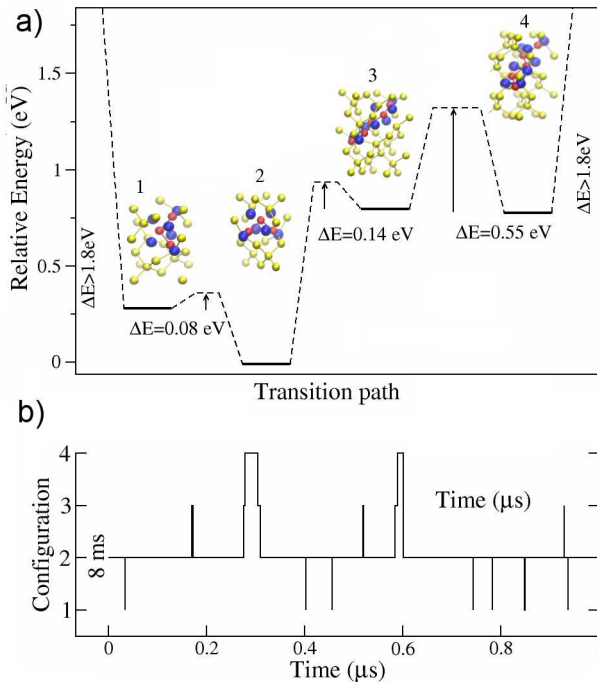 a)
Relative Energy (eV)
1.5
1
0.5
0
1
2
3
4
ΔE>1.8eV
ΔE=0.08 eV
ΔE=0.14 eV
ΔE=0.55 eV
ΔE>1.8eV
Transition path
b)
Configuration
4
3
2
1
8 ms
Time (μs)
0
0.2
0.4
0.6
0.8
Time (μs)